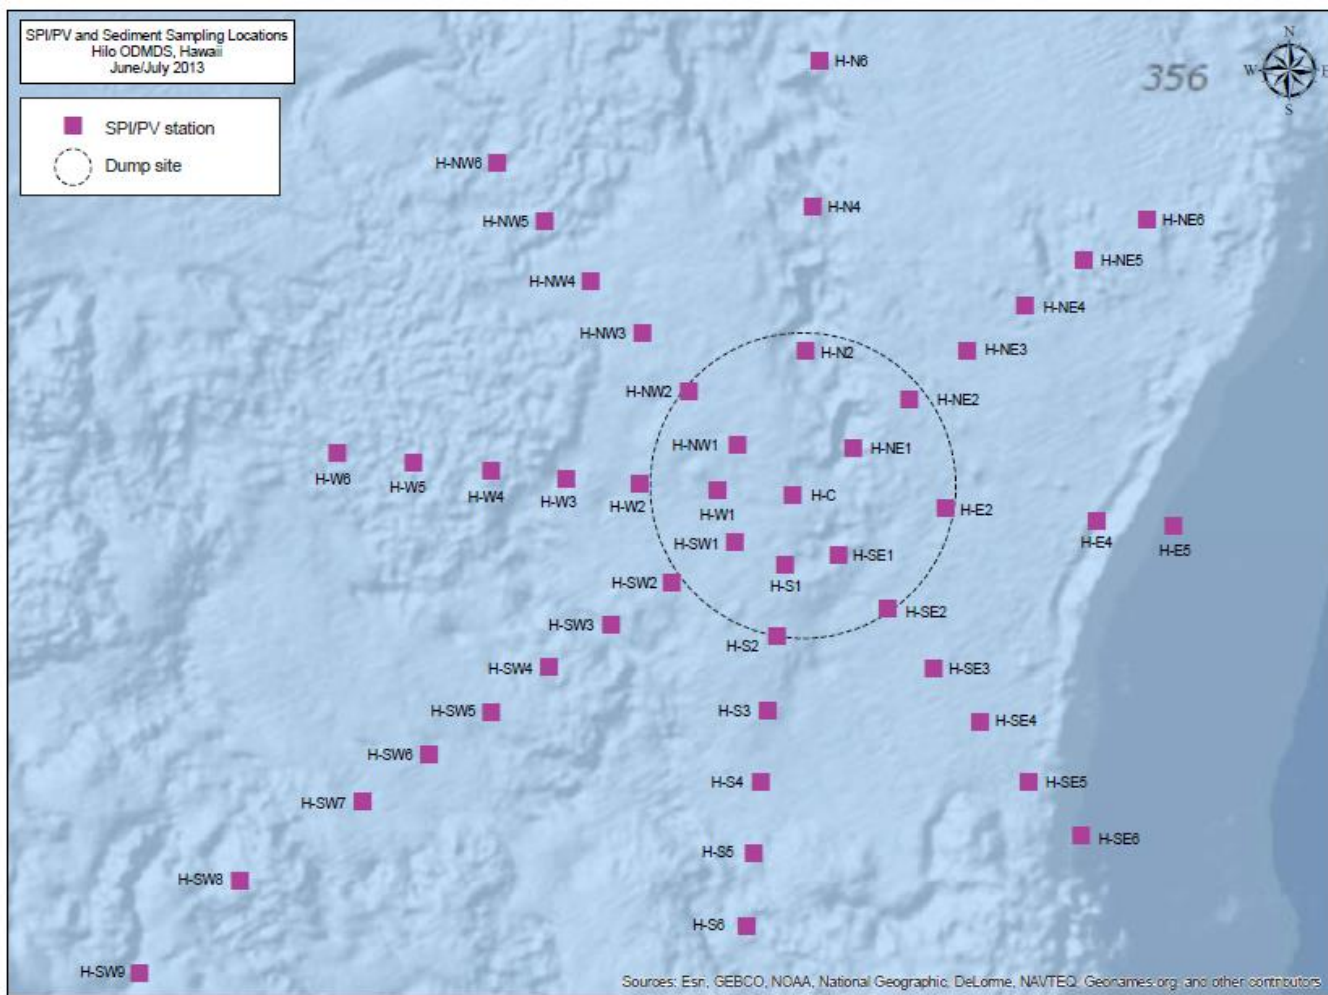 SPI/PV and Sediment Sampling Locations
Hilo ODMDS, Hawaii
June/July 2013
SPI/PV station
Dump site
N
W
E
S
356
H-N6
H-NW6
H-NW5
H-N4
H-NE6
H-NE5
H-NW4
H-NE4
H-NW3
H-N2
H-NE3
H-NW2
H-NE2
H-NW1
H-NE1
H-W6
H-W5
H-W4
H-W3
H-W2
H-W1
H-C
H-E2
H-E4
H-E5
H-SW1
H-SE1
H-S1
H-SW2
H-SE2
H-SW3
H-S2
H-SW4
H-SE3
H-SW5
H-S3
H-SE4
H-SW6
H-S4
H-SE5
H-SW7
H-SE6
H-S5
H-SW8
H-S6
H-SW9
Sources: Esri, GEBCO, NOAA, National Geographic, DeLorme, NAVTEQ, Geonames.org, and other contributors